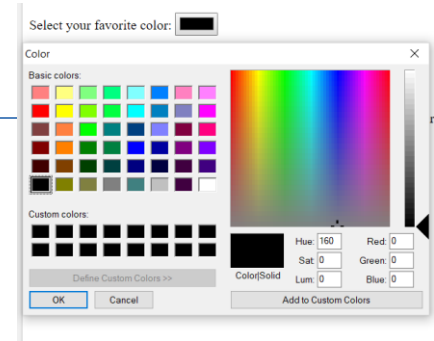 Select your favorite color:
Color
Basic colors:
Custom colors:
Define Custom Colors >>
OK Cancel
Color|Solid
Hue: 160 Red: 0
Sat: 0 Green: 0
Lum: 0 Blue: 0
Add to Custom Colors